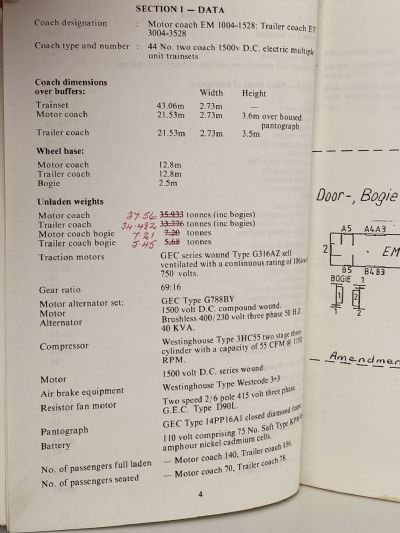 SECTION 1 — DATA
Coach designation : Motor coach EM 1004-1528: Trailer coach ET
3004-3528
Coach type and number : 44 No. two coach 1500v D.C. electric multiple
unit trainsets
Coach dimensions
over buffers: Width Height
Trainset 43.06m 2.73m —
Motor coach 21.53m 2.73m 3.6m over housed
pantograph
Trailer coach 21.53m 2.73m 3.5m
Wheel base:
Motor coach 12.8m
Trailer coach 12.8m
Bogie 2.5m
Unladen weights
Motor coach 37.56 35.933 tonnes (inc bogies)
Trailer coach 34.482 33.776 tonnes (inc bogies)
Motor coach bogie 7.21 7.20 tonnes
Trailer coach bogie 5.45 5.68 tonnes
Traction motors GEC series wound Type G316AZ self
ventilated with a continuous rating of
750 volts.
Gear ratio 69:16
Motor alternator set: GEC Type G788BY
Motor 1500 volt D.C. compound wound.
Alternator Brushless 400/230 volt three phase 50 HZ
40 KVA.
Compressor Westinghouse Type 3HC55 two stage three
cylinder with a capacity of 55 CFM @ 1150
RPM.
Motor 1500 volt D.C. series wound.
Air brake equipment Westinghouse Type Westcode 3+3
Resistor fan motor Two speed 2/6 pole 415 volt three phase
G.E.C. Type D90L.
Pantograph GEC Type 14PP16A1 closed diamond frame
Battery 110 volt comprising 75 No. Saft Type
amphour nickel cadmium cells.
No. of passengers full laden — Motor coach 140, Trailer coach 156.
No. of passengers seated — Motor coach 70, Trailer coach 78.
4
Door-, Bogie
A5 A4A3
2 EM
B5 B4B3
BOGIE 1
1 2
1 2
Amendmen